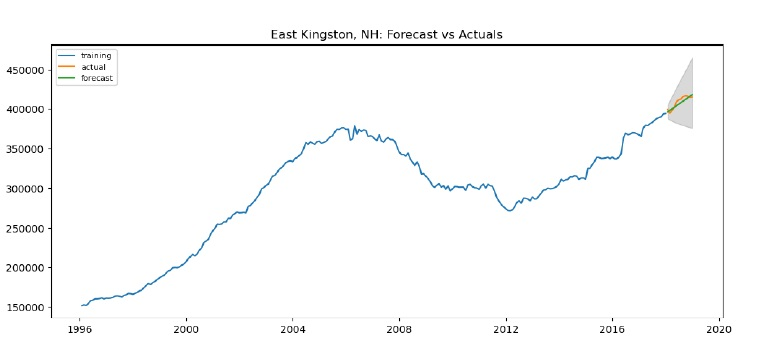 East Kingston, NH: Forecast vs Actuals
training
actual
forecast
450000
400000
350000
300000
250000
200000
150000
1996 2000 2004 2008 2012 2016 2020